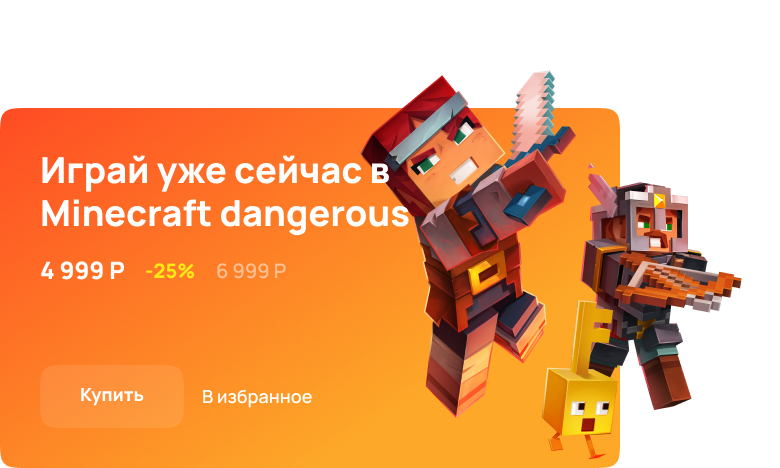 Играй уже сейчас в
Minecraft dangerous
4 999 Р -25% 6 999 Р
Купить В избранное